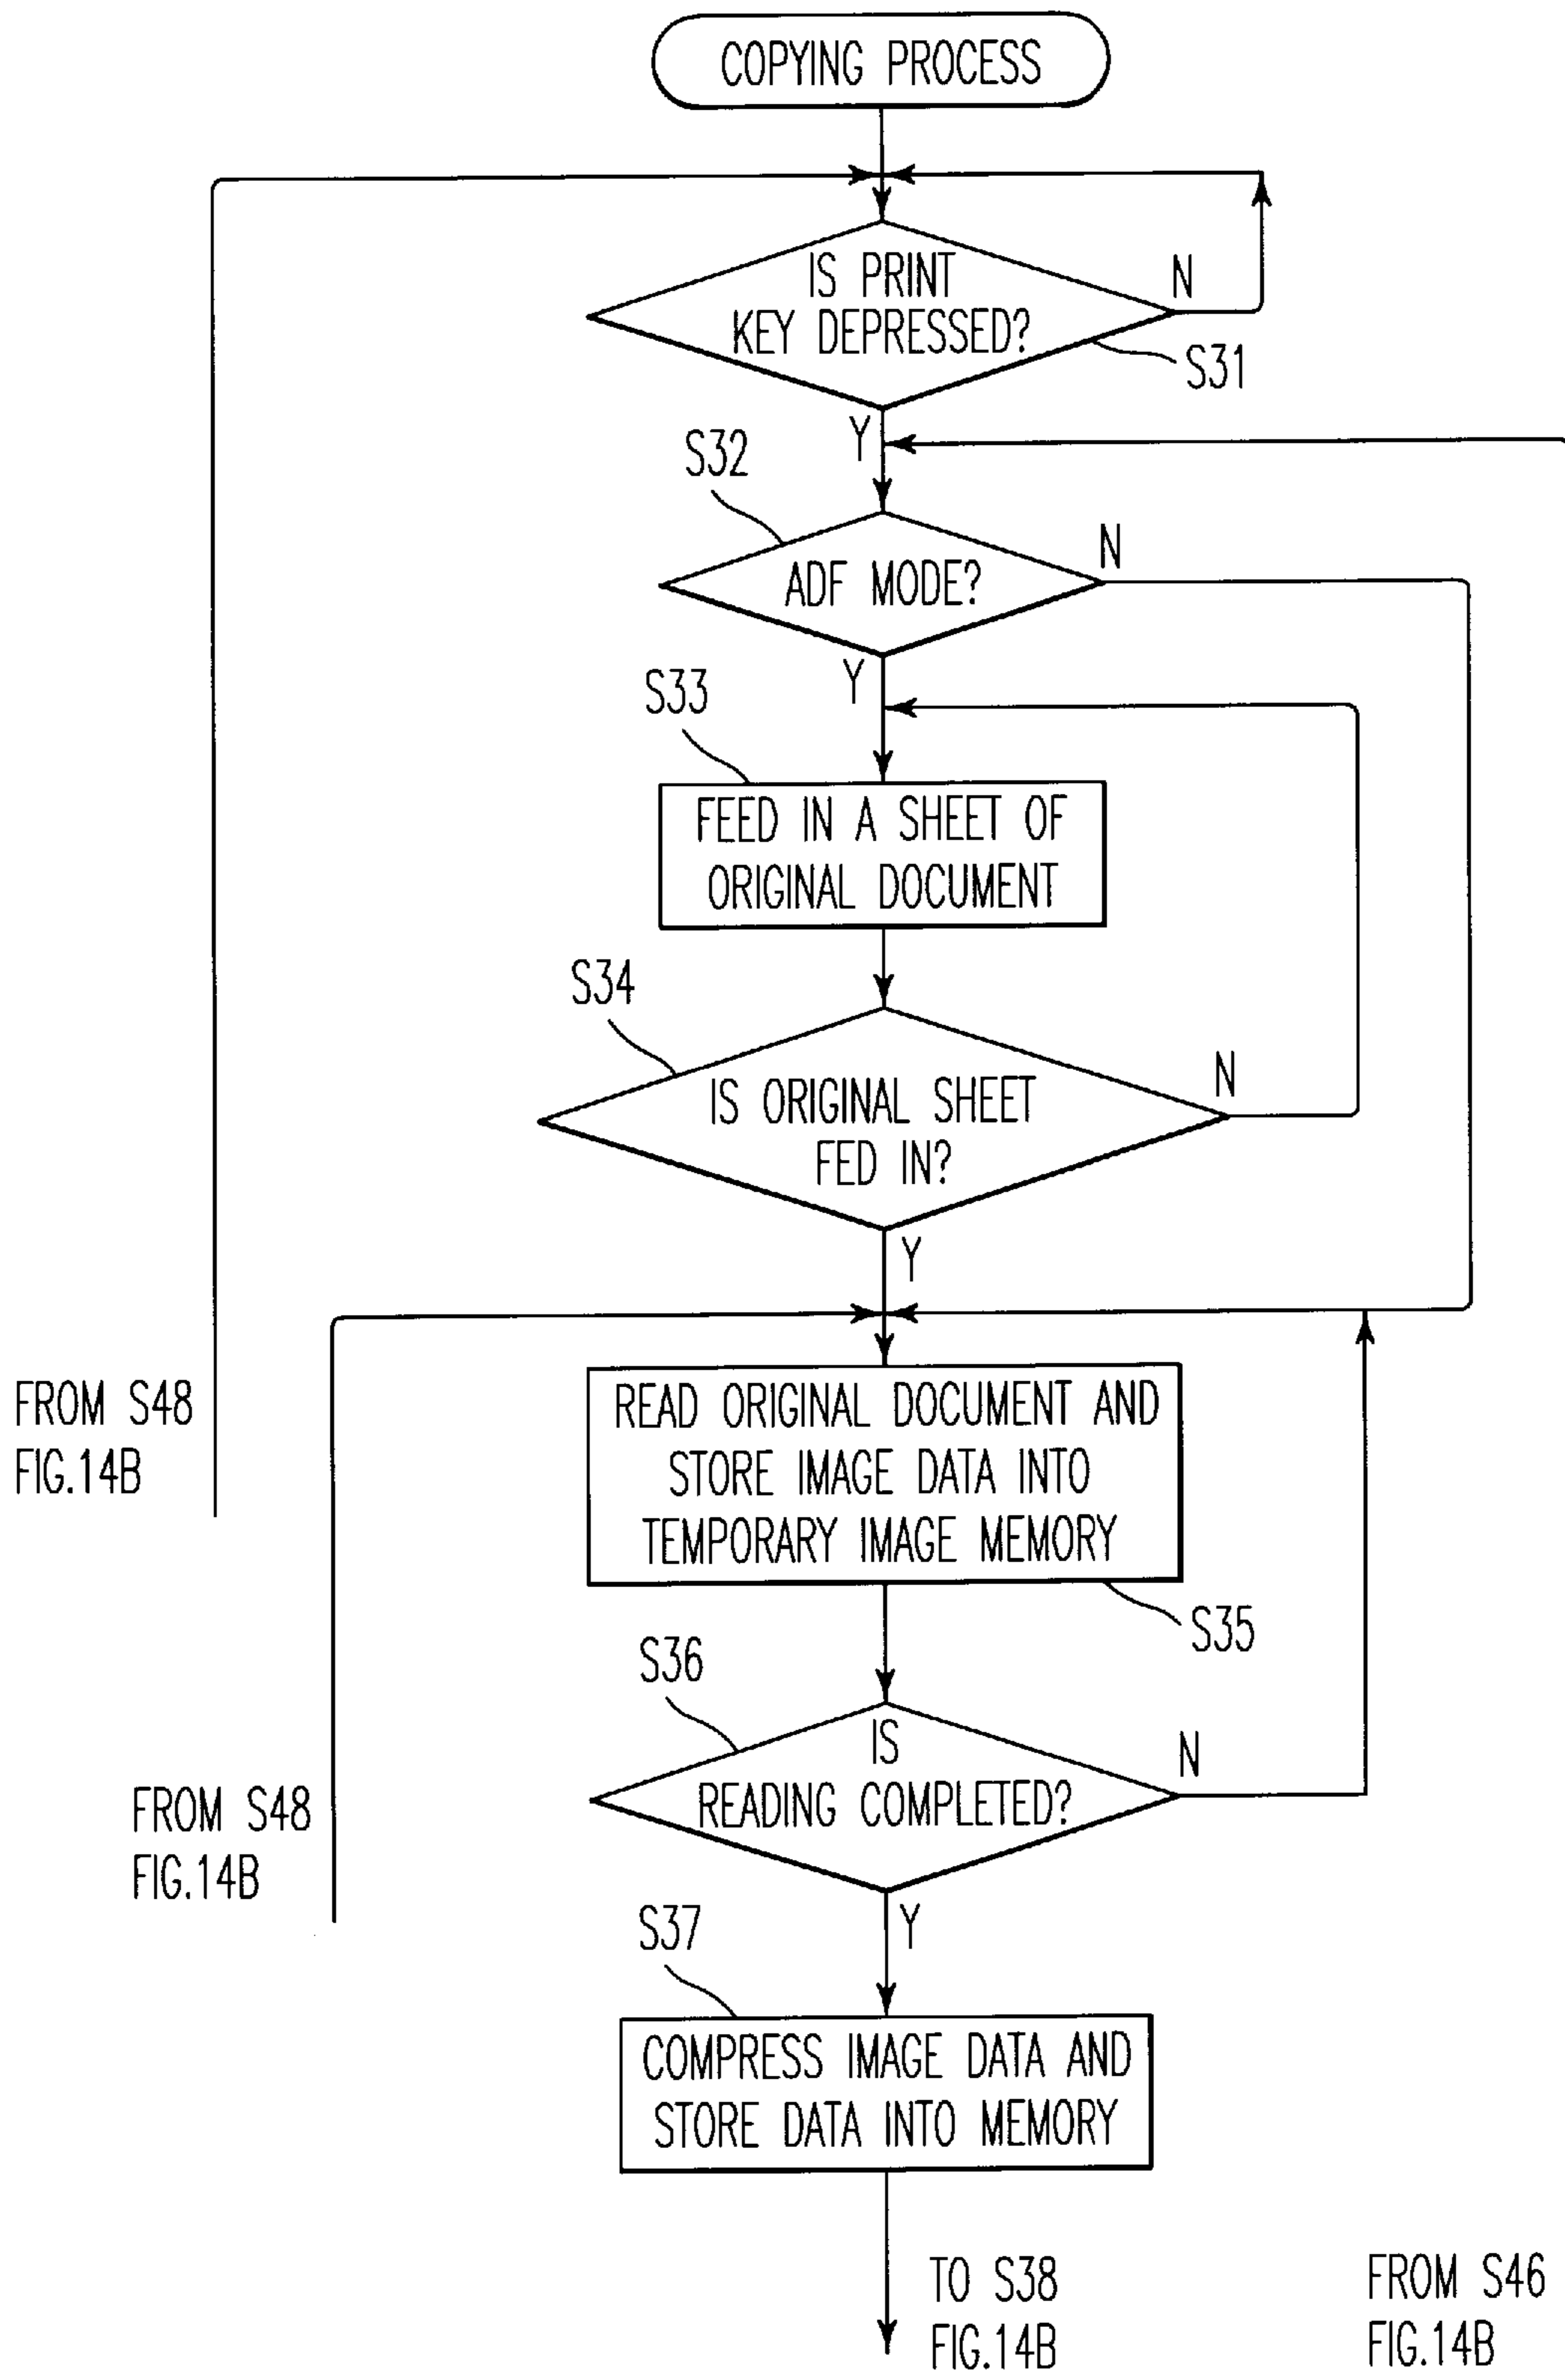 COPYING PROCESS
IS PRINT
KEY DEPRESSED?
N
S31
Y
S32
ADF MODE?
N
Y
S33
FEED IN A SHEET OF
ORIGINAL DOCUMENT
S34
IS ORIGINAL SHEET
FED IN?
N
Y
FROM S48
FIG.14B
READ ORIGINAL DOCUMENT AND
STORE IMAGE DATA INTO
TEMPORARY IMAGE MEMORY
S35
S36
IS
READING COMPLETED?
N
FROM S48
FIG.14B
Y
S37
COMPRESS IMAGE DATA AND
STORE DATA INTO MEMORY
TO S38
FIG.14B
FROM S46
FIG.14B